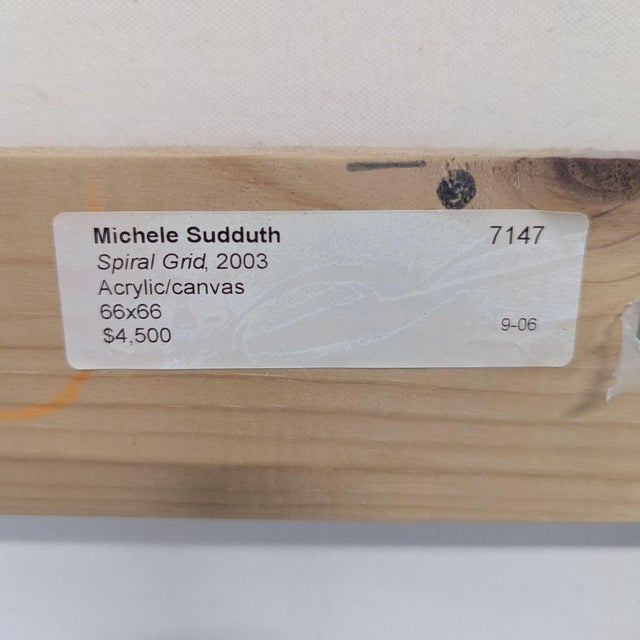 Michele Sudduth 7147
Spiral Grid, 2003
Acrylic/canvas
66x66
$4,500 9-06